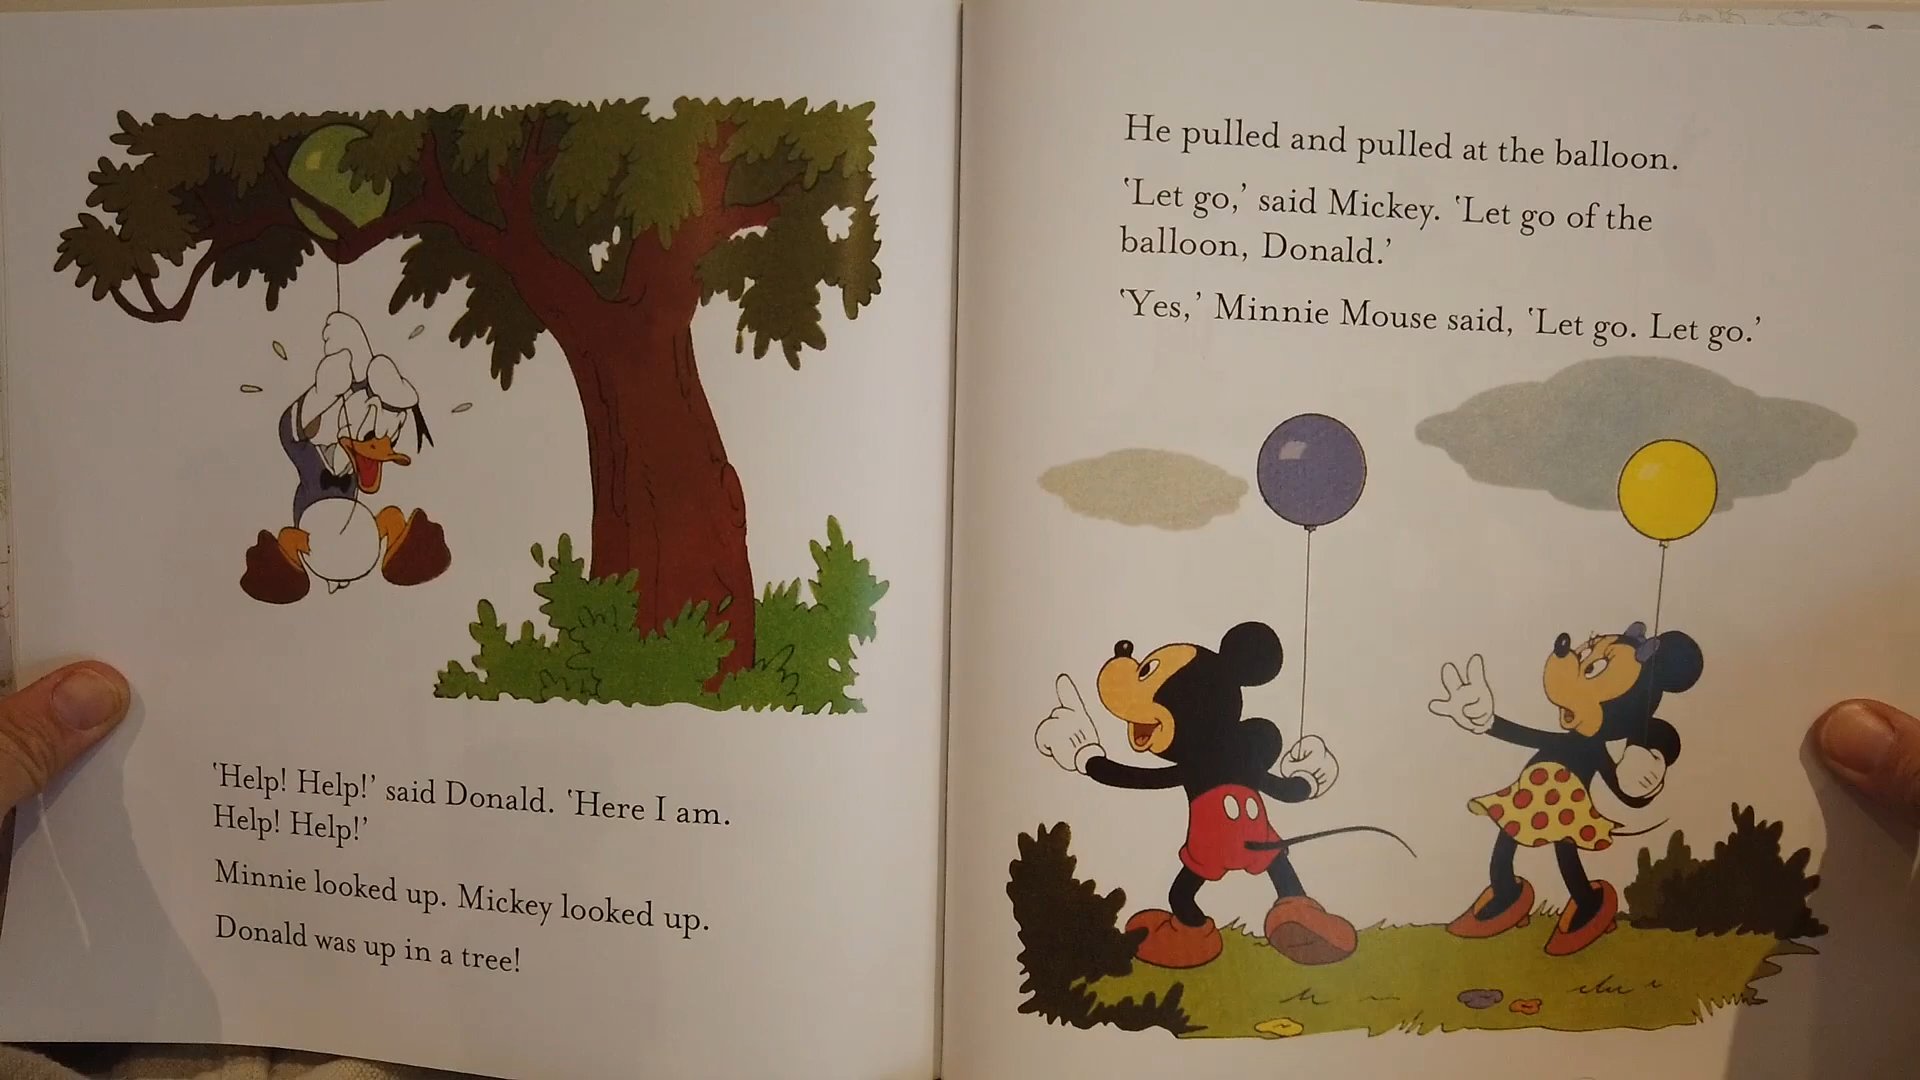 ‘Help! Help!’ said Donald. ‘Here I am.
Help! Help!’
Minnie looked up. Mickey looked up.
Donald was up in a tree!
He pulled and pulled at the balloon.
‘Let go,’ said Mickey. ‘Let go of the
balloon, Donald.’
‘Yes,’ Minnie Mouse said, ‘Let go. Let go.’